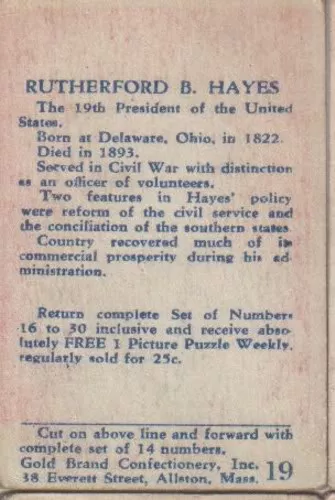 RUTHERFORD B. HAYES
The 19th President of the United
States.
Born at Delaware, Ohio, in 1822.
Died in 1893.
Served in Civil War with distinction
as an officer of volunteers.
Two features in Hayes' policy
were reform of the civil service and
the conciliation of the southern states
Country recovered much of its
commercial prosperity during his ad-
ministration.
Return complete Set of Numbers
16 to 30 inclusive and receive abso-
lutely FREE 1 Picture Puzzle Weekly,
regularly sold for 25c.
Cut on above line and forward with
complete set of 14 numbers.
Gold Brand Confectionery, Inc.
38 Everett Street, Allston, Mass.
19